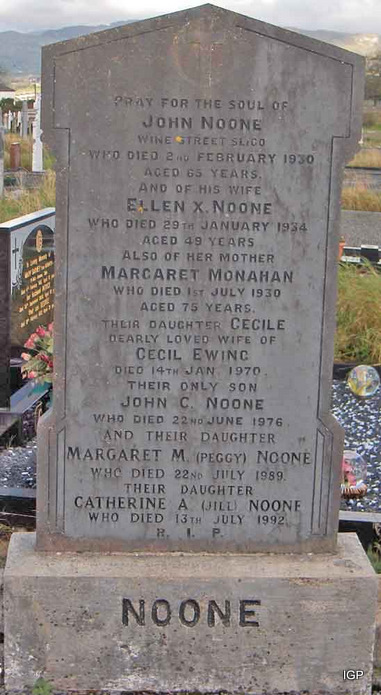 PRAY FOR THE SOUL OF
JOHN NOONE
WINE STREET SLIGO
WHO DIED 2ND FEBRUARY 1930
AGED 65 YEARS.
AND OF HIS WIFE
ELLEN X. NOONE
WHO DIED 29TH JANUARY 1934
AGED 49 YEARS
ALSO OF HER MOTHER
MARGARET MONAHAN
WHO DIED 1ST JULY 1930
AGED 75 YEARS.
THEIR DAUGHTER CECILE
DEARLY LOVED WIFE OF
CECIL EWING
DIED 14TH JAN. 1970.
THEIR ONLY SON
JOHN C. NOONE
WHO DIED 22ND JUNE 1976.
AND THEIR DAUGHTER
MARGARET M. (PEGGY) NOONE
WHO DIED 22ND JULY 1989.
THEIR DAUGHTER
CATHERINE A. (JILL) NOONE
WHO DIED 13TH JULY 1992.
R. I. P.
NOONE
IGP